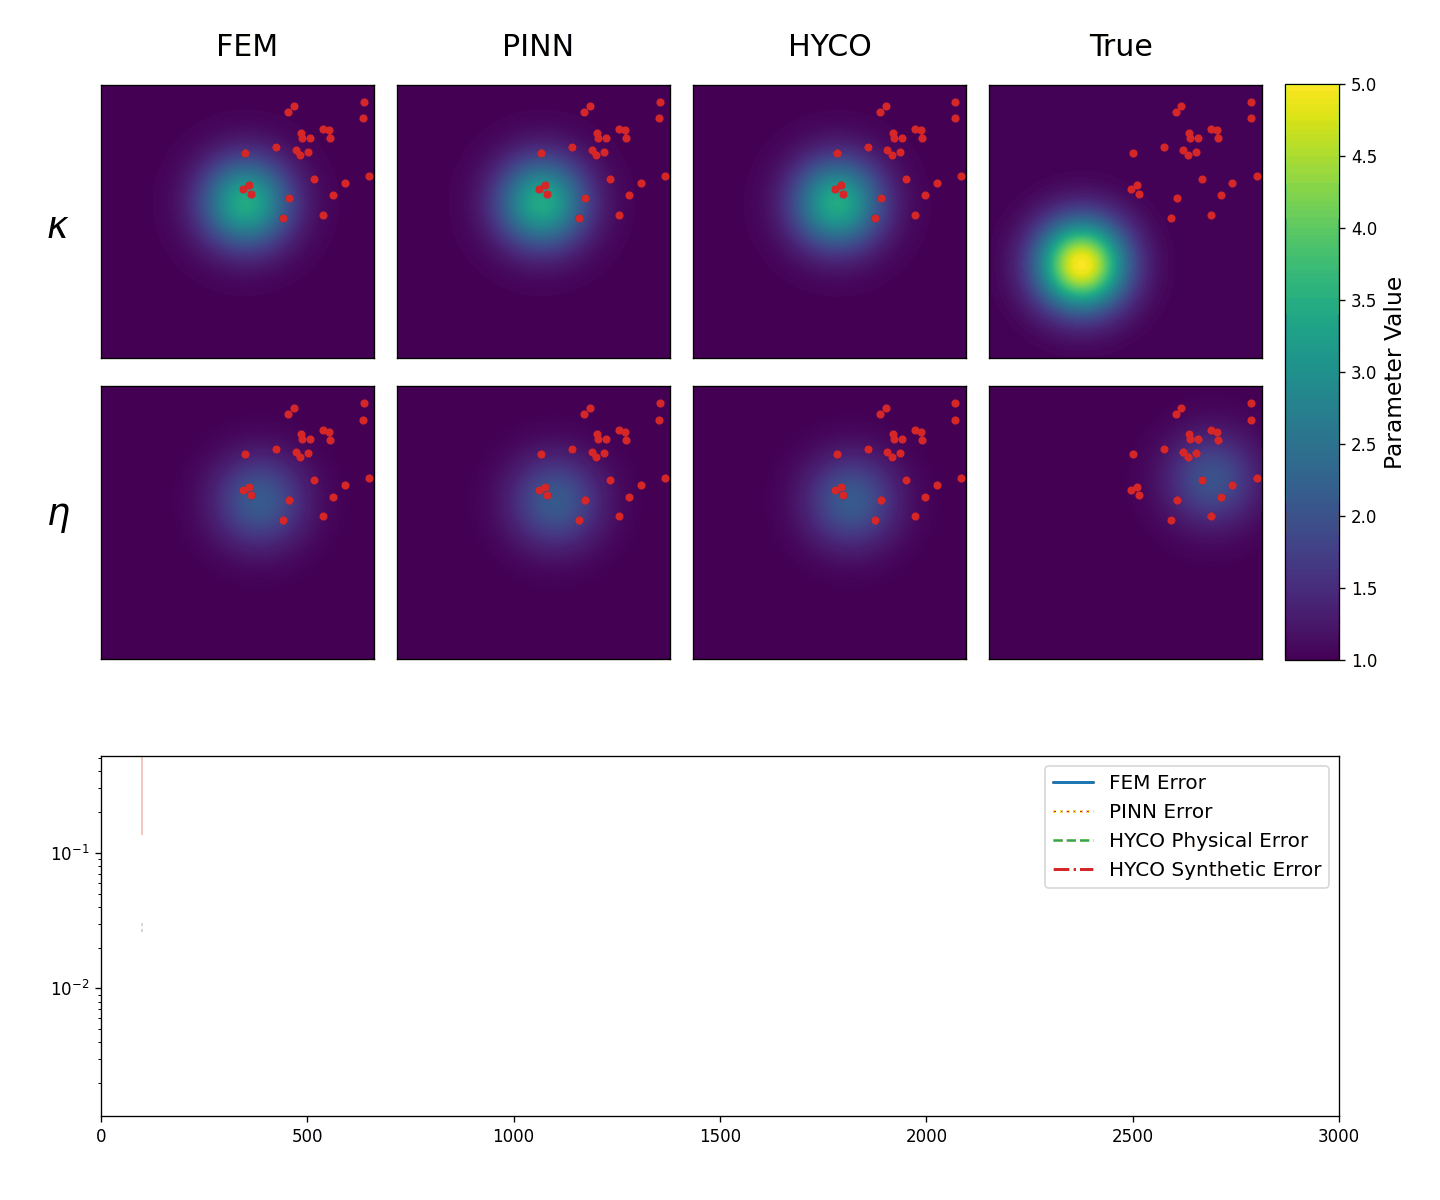 FEM PINN HYCO True
κ
η
5.0
4.5
4.0
3.5
3.0
2.5
2.0
1.5
1.0
Parameter Value
10⁻¹
10⁻²
FEM Error
PINN Error
HYCO Physical Error
HYCO Synthetic Error
0 500 1000 1500 2000 2500 3000